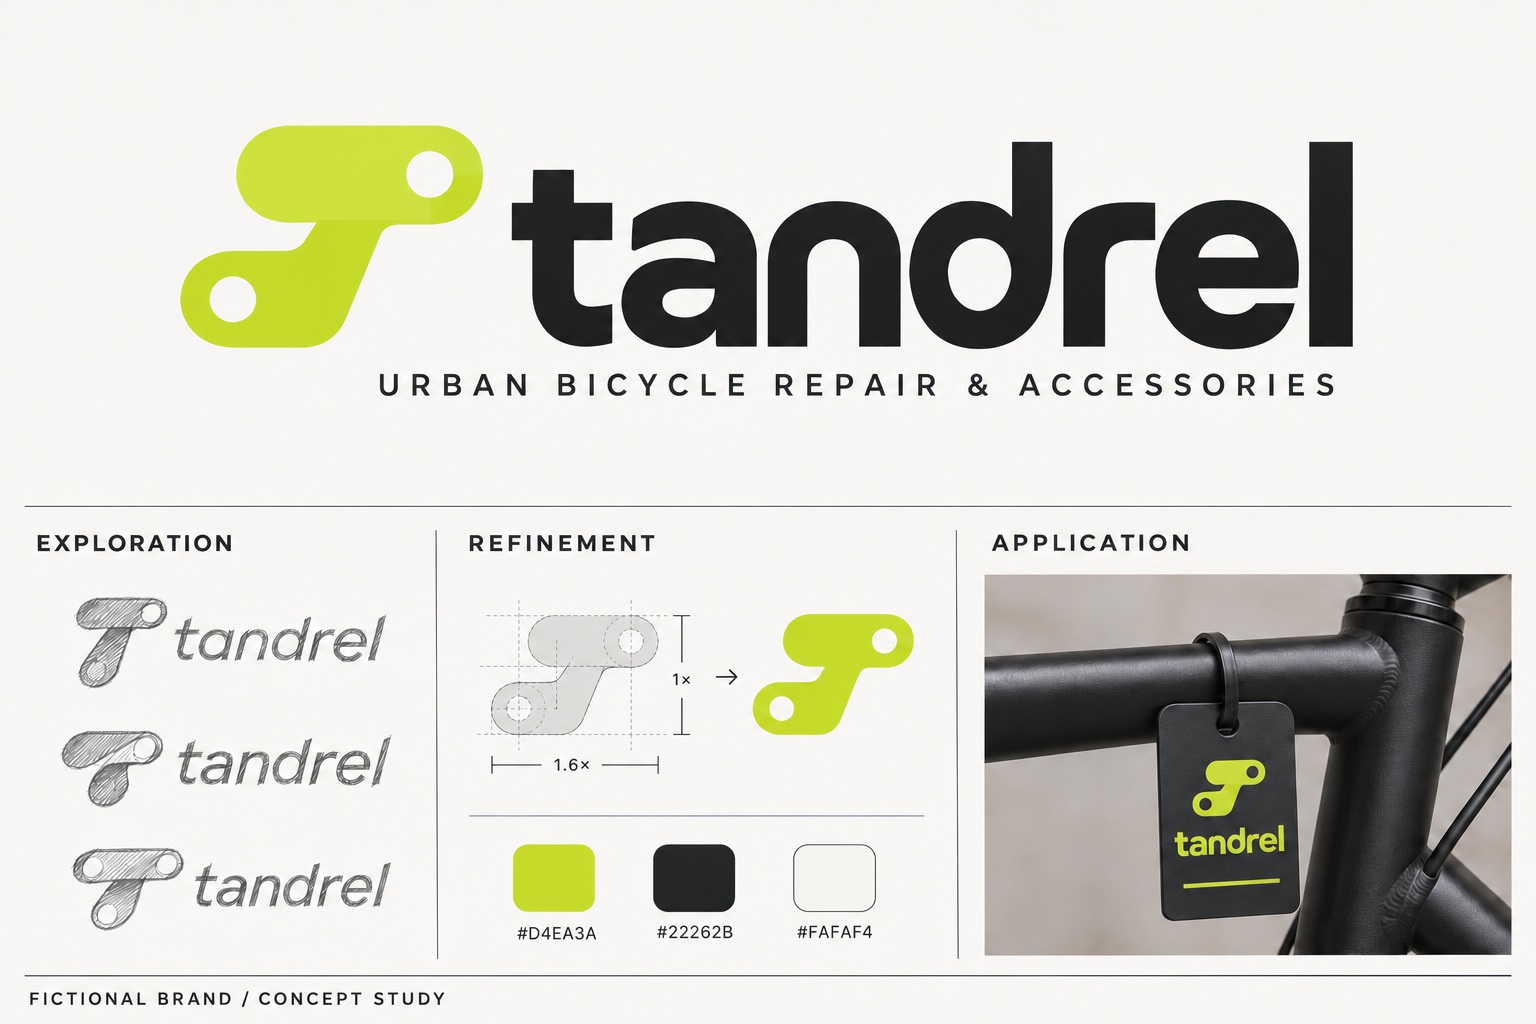 tandrel
URBAN BICYCLE REPAIR & ACCESSORIES
EXPLORATION
tandrel
tandrel
tandrel
REFINEMENT
1×
1.6×
#D4EA3A
#22262B
#FAFAF4
APPLICATION
tandrel
FICTIONAL BRAND / CONCEPT STUDY